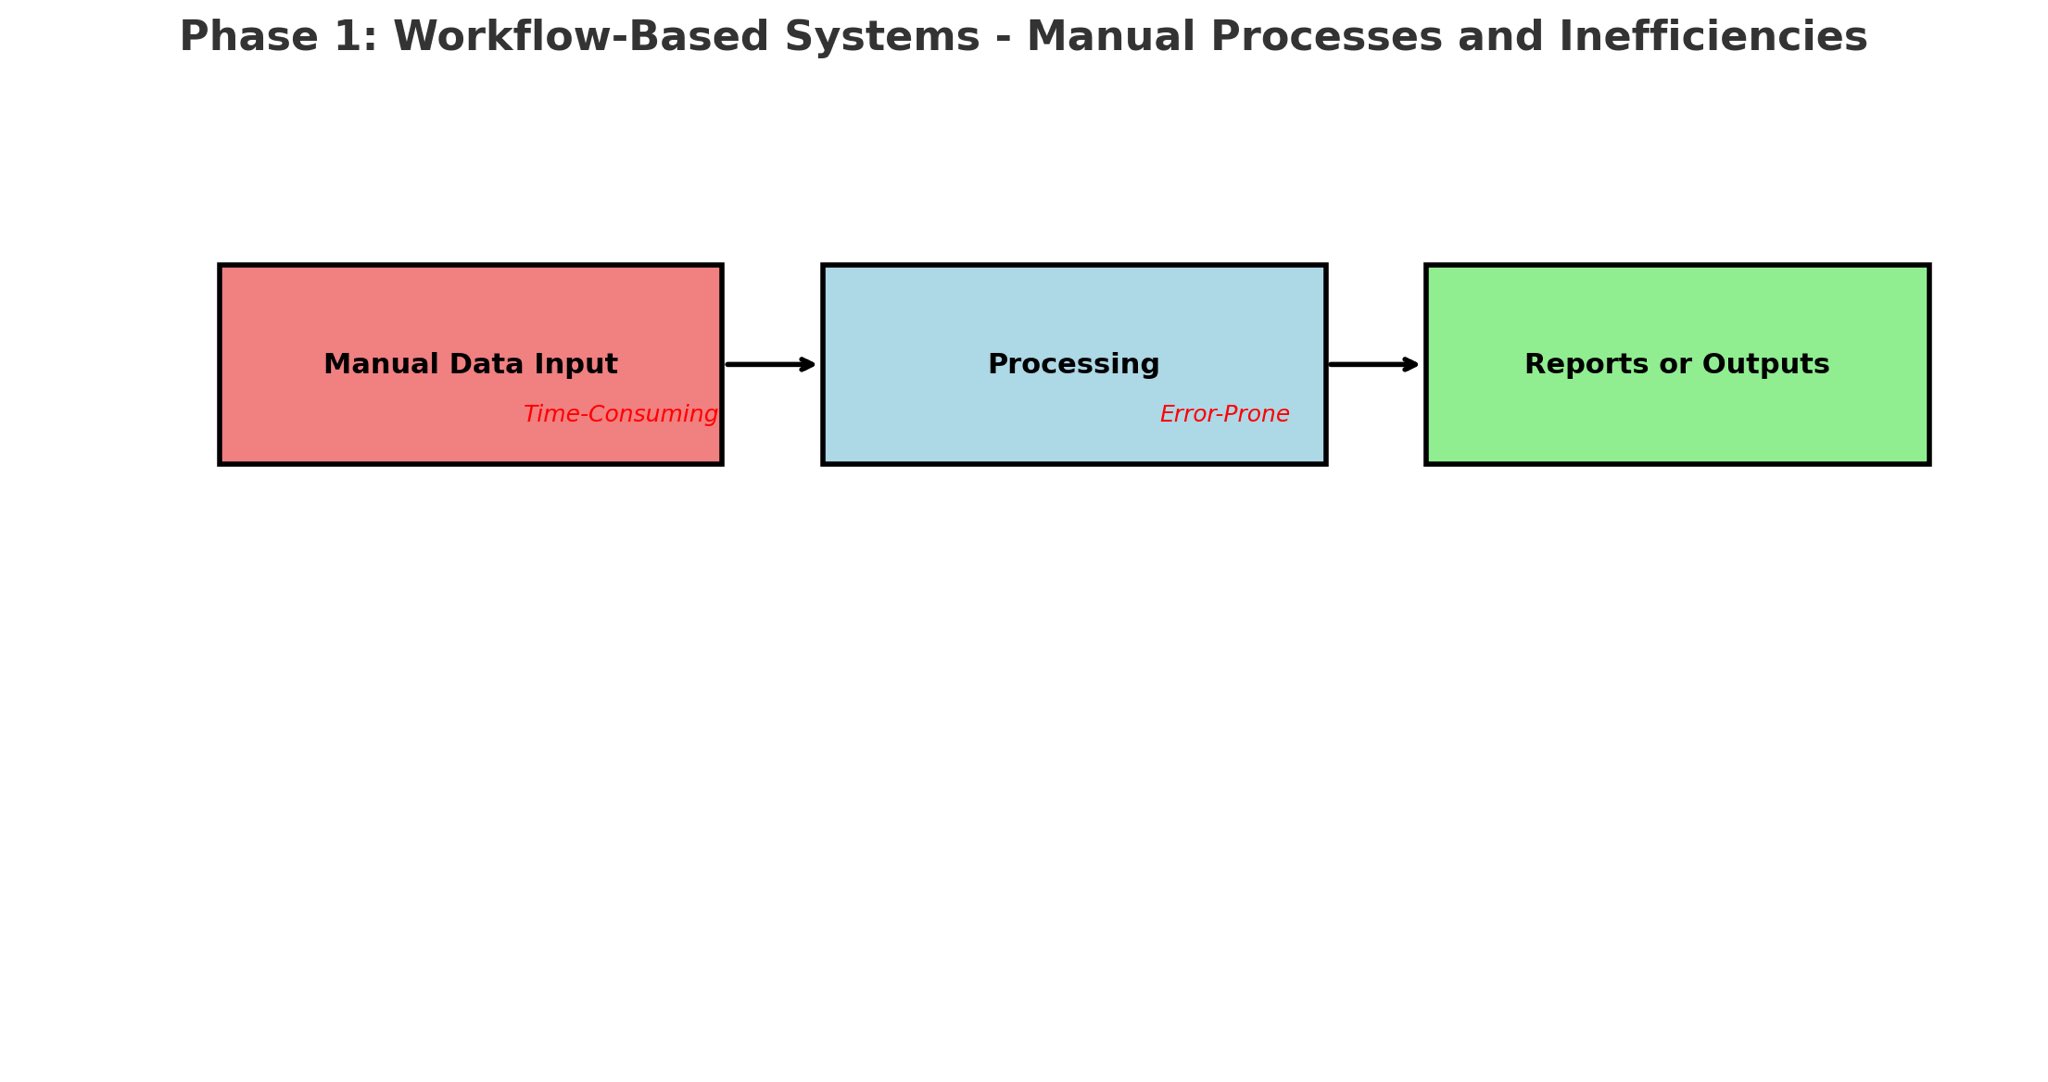 Phase 1: Workflow-Based Systems - Manual Processes and Inefficiencies
Manual Data Input
Time-Consuming
Processing
Error-Prone
Reports or Outputs